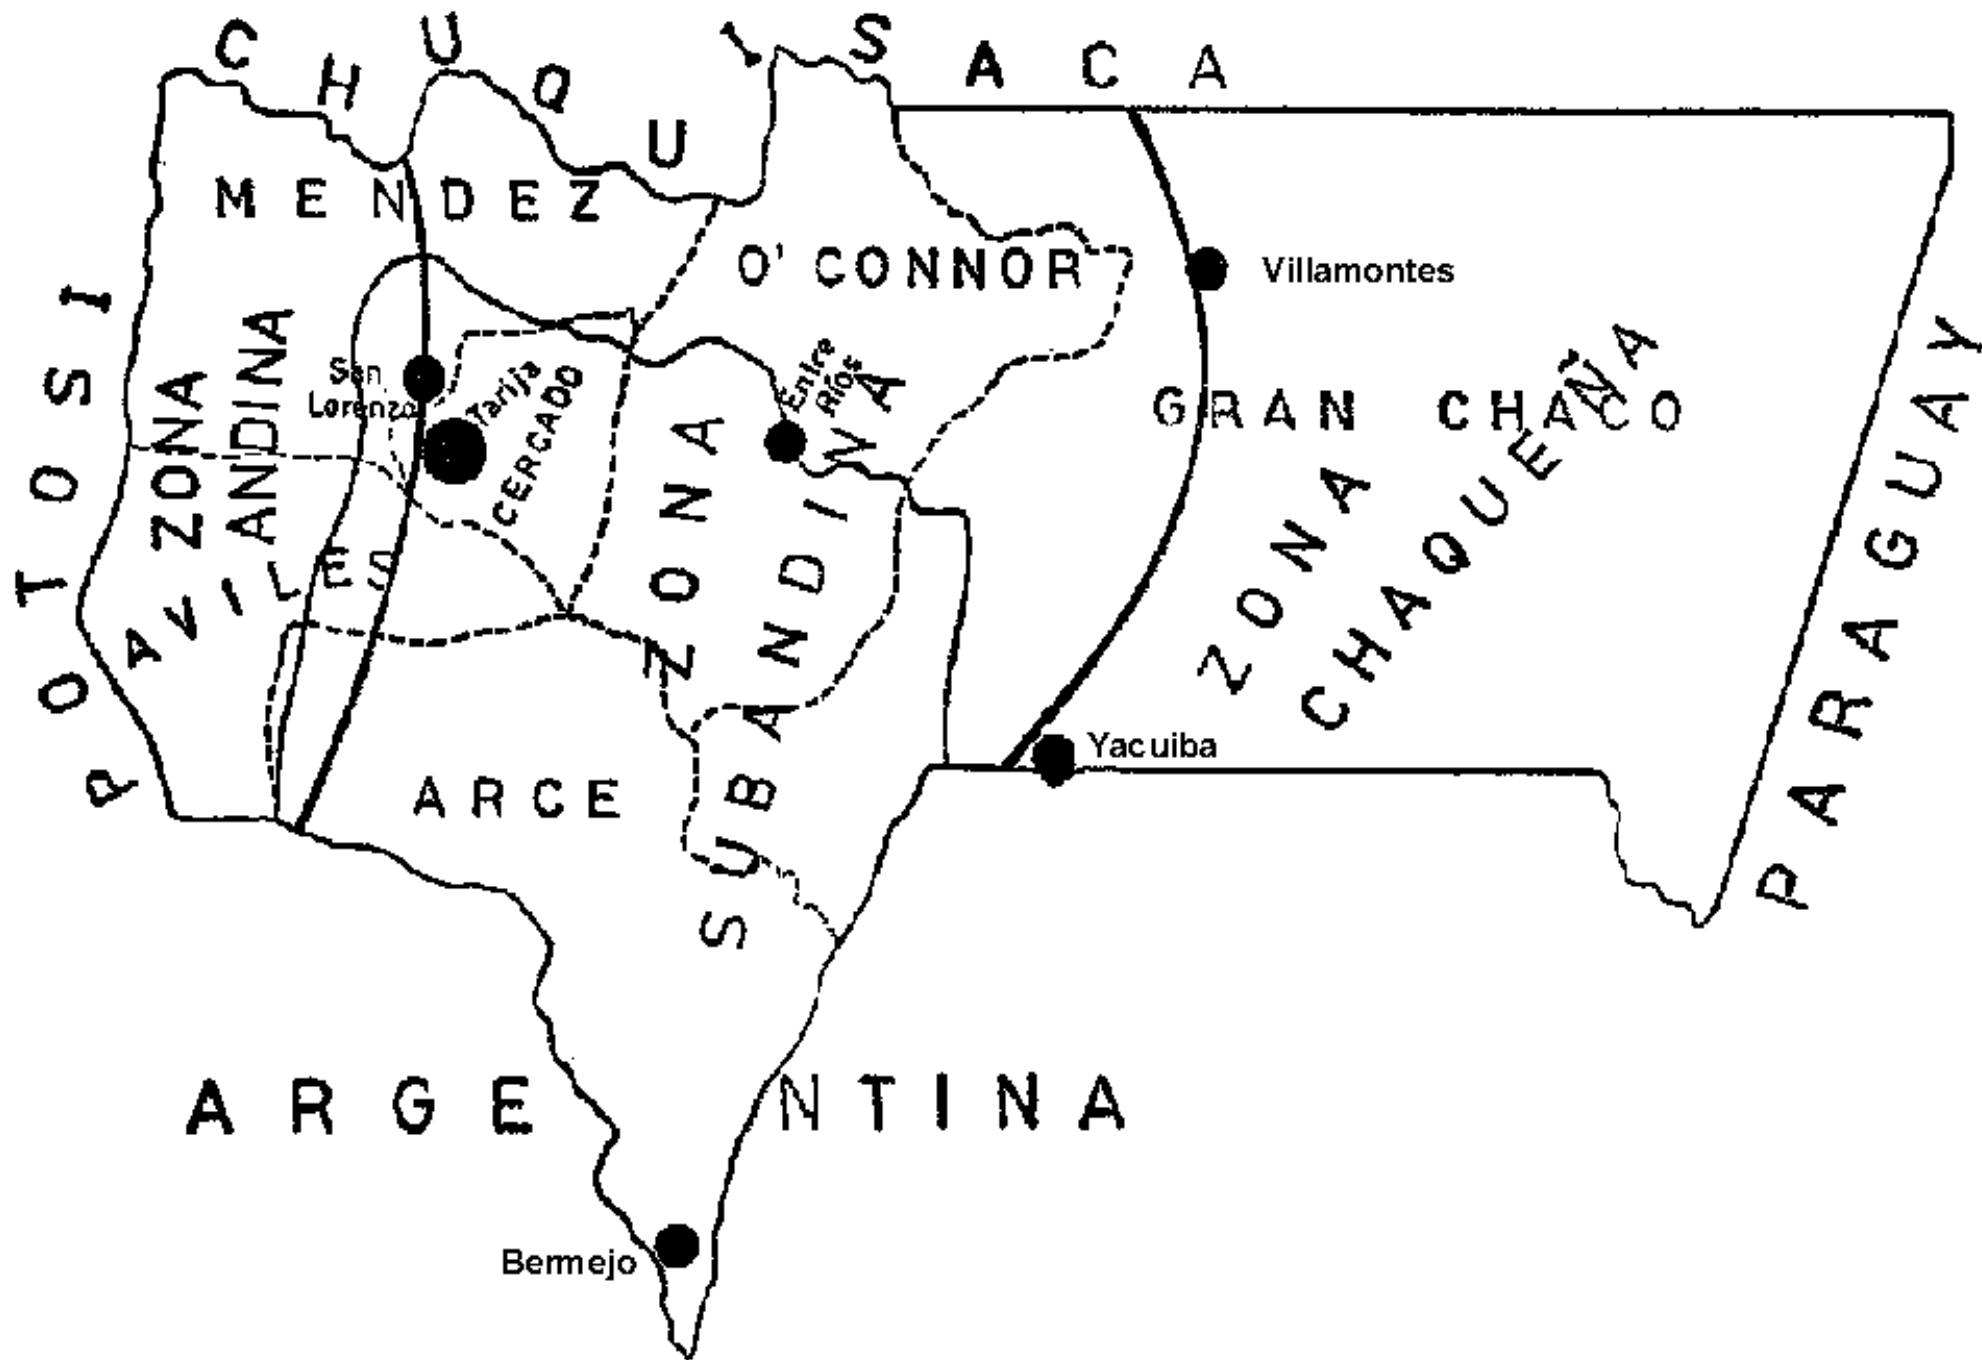 CHUQUISACA
MENDEZ
O' CONNOR
Villamontes
POTOSI
ZONA
ANDINA
San
Lorenzo
Tarija
CERCADO
Entre
Ríos
GRAN CHACO
ZONA
SUBANDINA
ZONA
CHAQUEÑA
PARAGUAY
AVILES
Yacuiba
ARCE
ARGENTINA
Bermejo